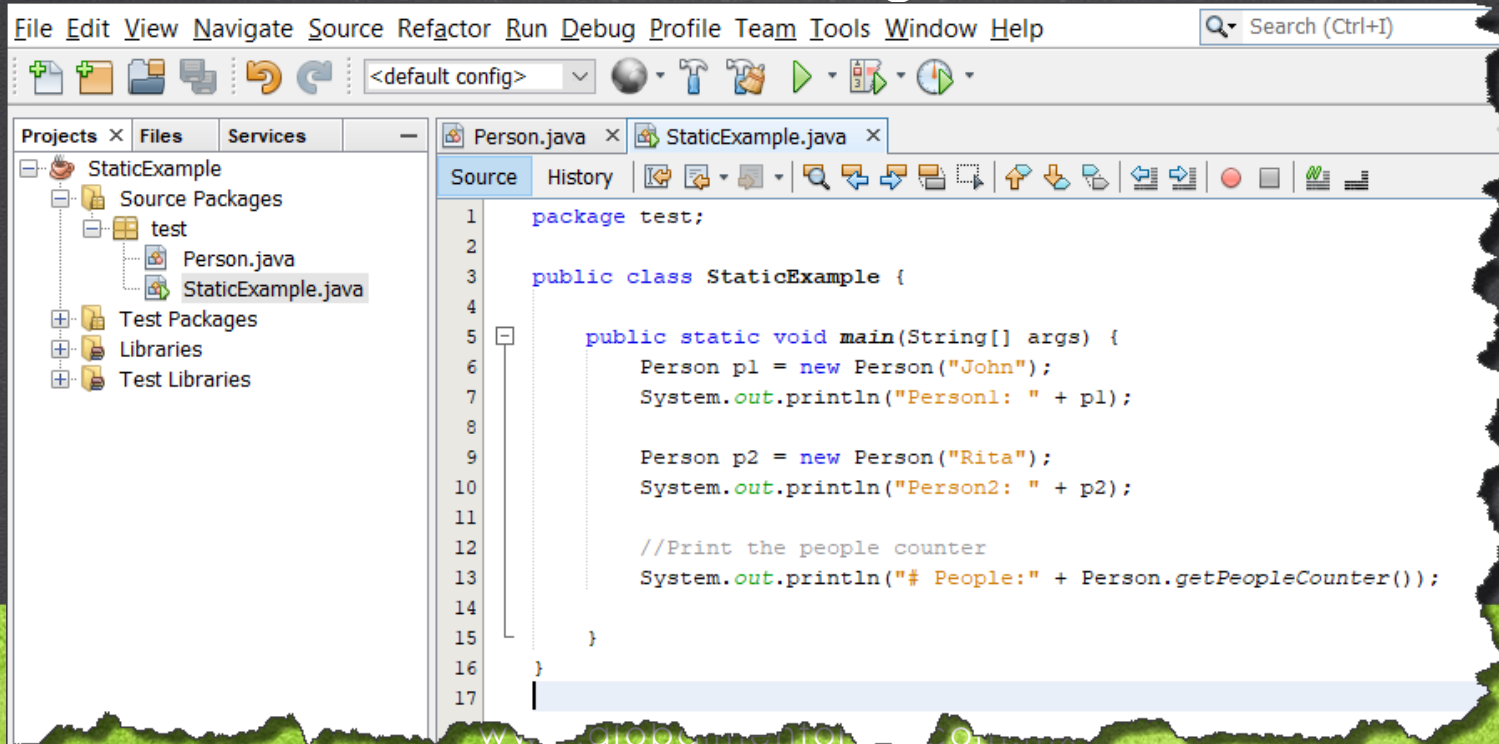 File Edit View Navigate Source Refactor Run Debug Profile Team Tools Window Help
Search (Ctrl+I)
<default config>
Projects Files Services
Person.java StaticExample.java
StaticExample
Source Packages
test
Person.java
StaticExample.java
Test Packages
Libraries
Test Libraries
Source History
1 package test;
2
3 public class StaticExample {
4
5 public static void main(String[] args) {
6 Person p1 = new Person("John");
7 System.out.println("Person1: " + p1);
8
9 Person p2 = new Person("Rita");
10 System.out.println("Person2: " + p2);
11
12 //Print the people counter
13 System.out.println("# People:" + Person.getPeopleCounter());
14
15 }
16 }
17